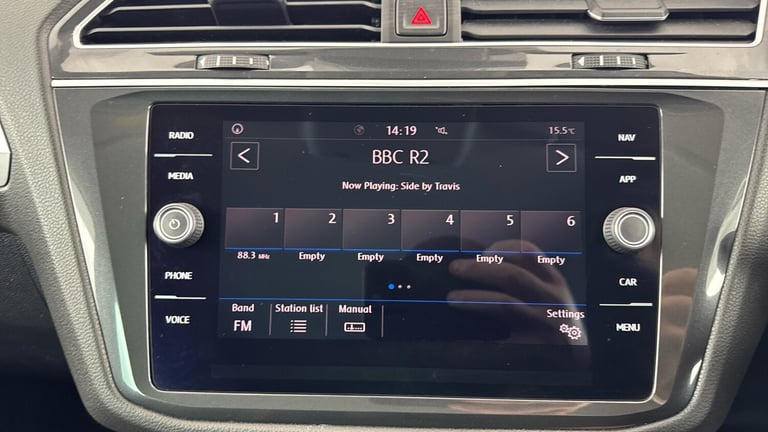 RADIO
MEDIA
PHONE
VOICE
14:19
15.5°C
BBC R2
Now Playing: Side by Travis
1 2 3 4 5 6
88.3 MHz Empty Empty Empty Empty Empty
Band Station list Manual Settings
FM
NAV
APP
CAR
MENU